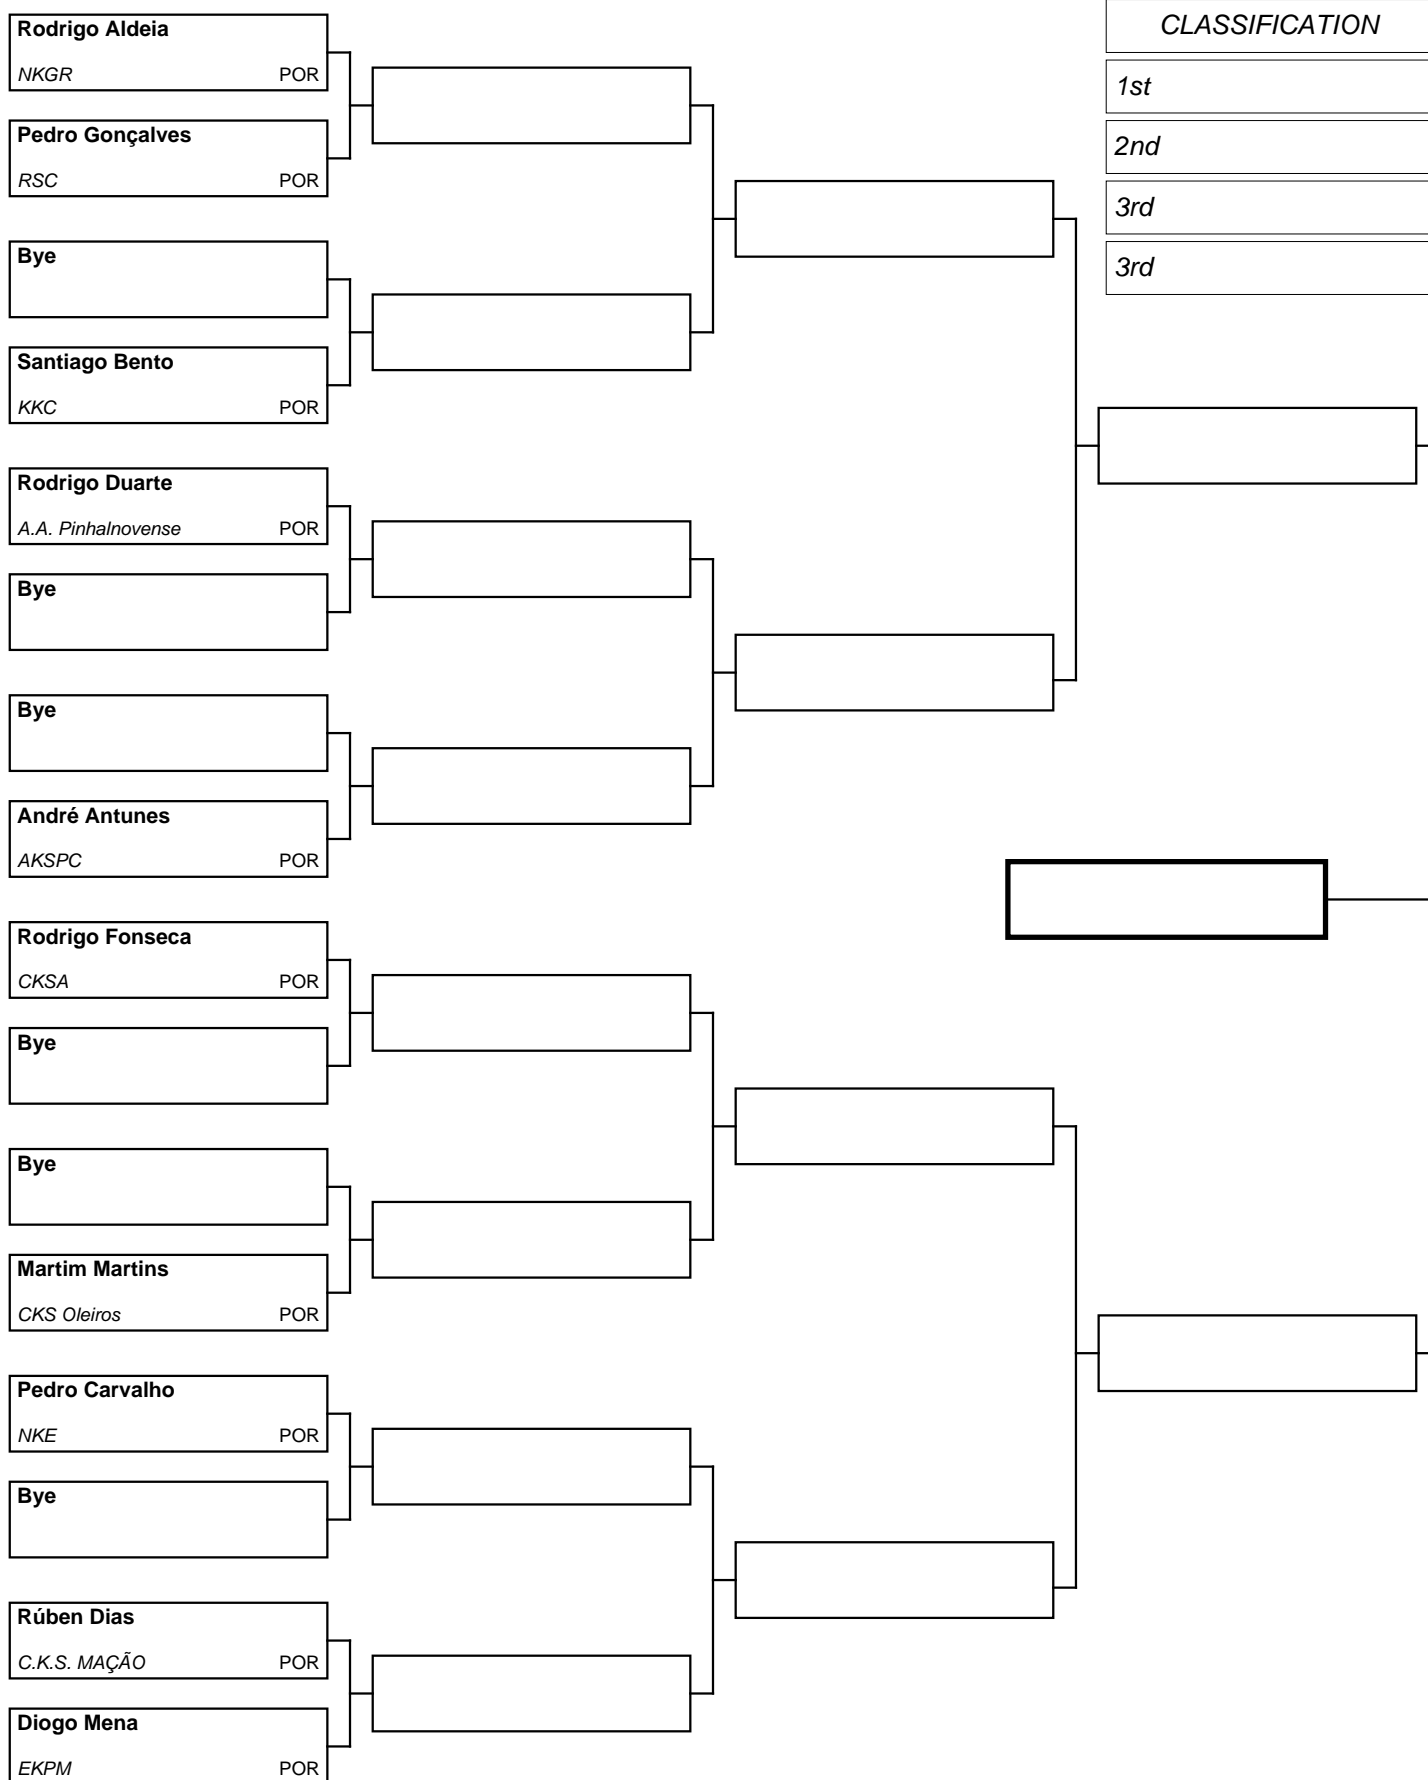 Rodrigo Aldeia
NKGR POR
Pedro Gonçalves
RSC POR
Bye
Santiago Bento
KKC POR
Rodrigo Duarte
A.A. Pinhalnovense POR
Bye
Bye
André Antunes
AKSPC POR
Rodrigo Fonseca
CKSA POR
Bye
Bye
Martim Martins
CKS Oleiros POR
Pedro Carvalho
NKE POR
Bye
Rúben Dias
C.K.S. MAÇÃO POR
Diogo Mena
EKPM POR
CLASSIFICATION
1st
2nd
3rd
3rd